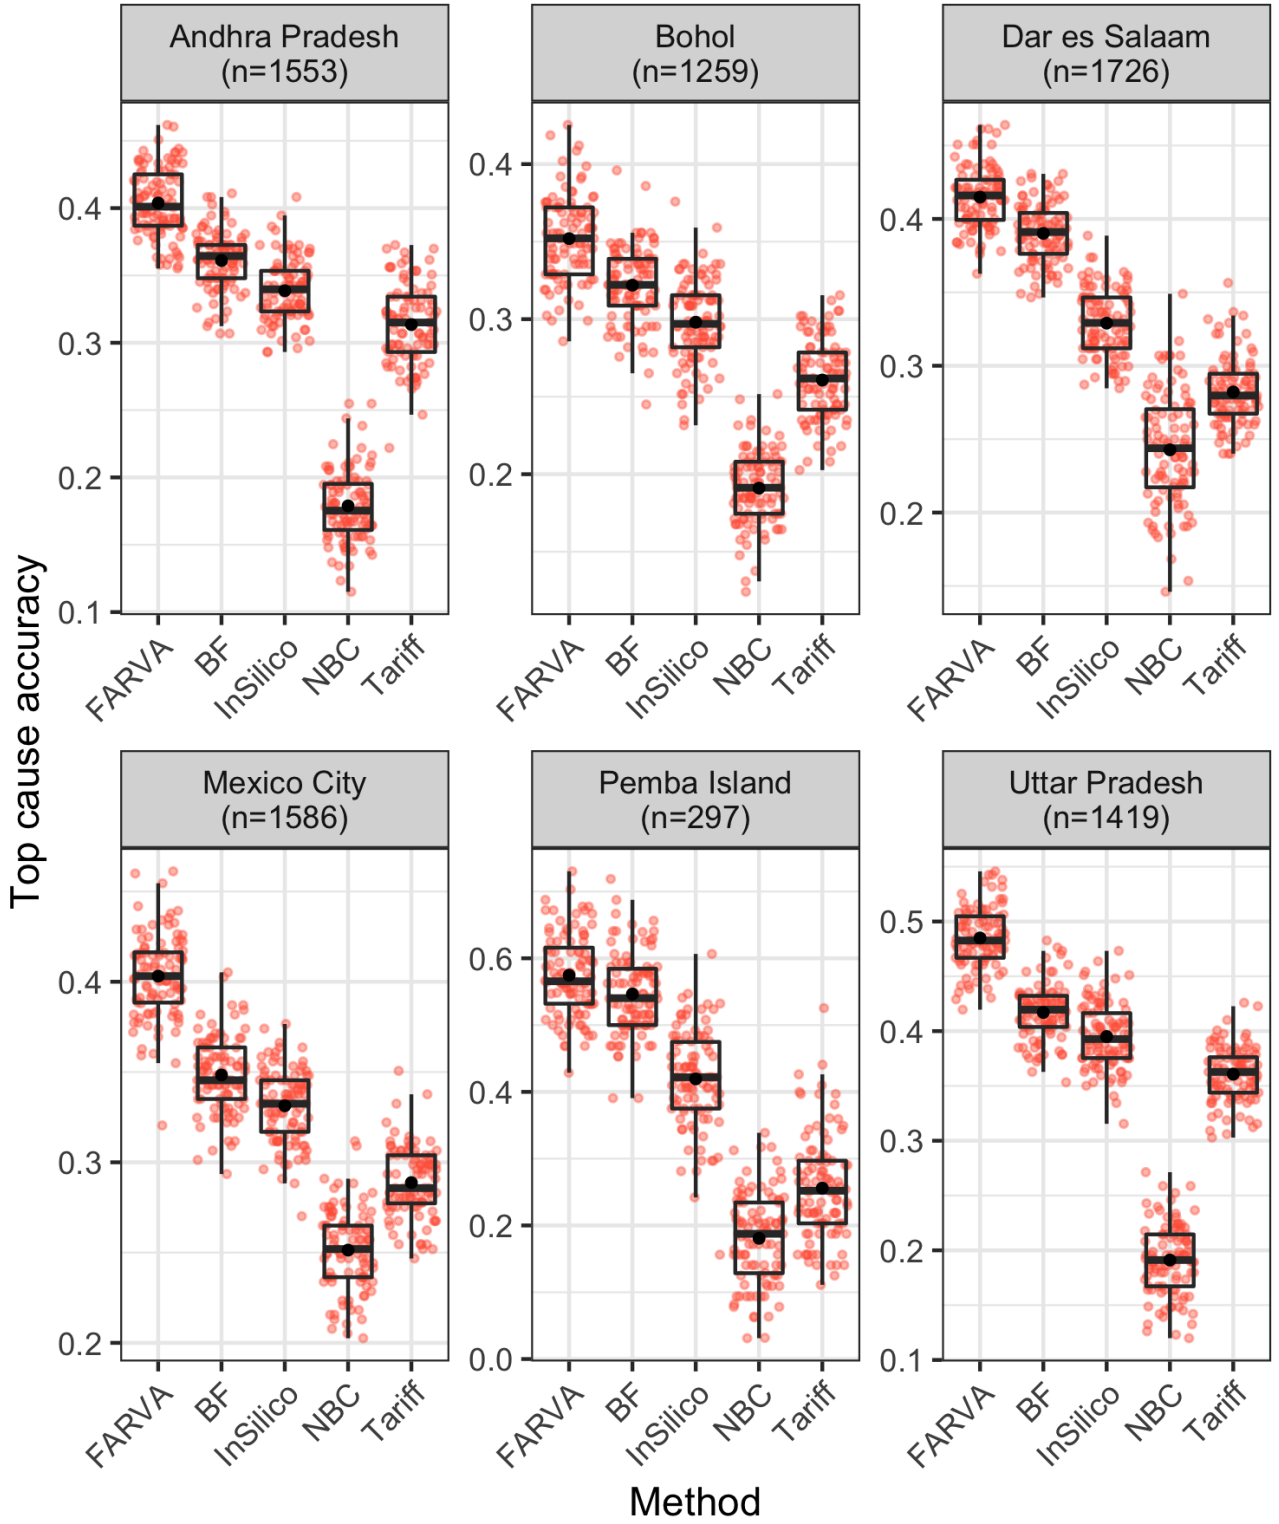 Andhra Pradesh
(n=1553)
Bohol
(n=1259)
Dar es Salaam
(n=1726)
0.4
0.3
0.2
0.1
0.4
0.3
0.2
0.4
0.3
0.2
FARVA
BF
InSilico
NBC
Tariff
FARVA
BF
InSilico
NBC
Tariff
FARVA
BF
InSilico
NBC
Tariff
Top cause accuracy
Mexico City
(n=1586)
Pemba Island
(n=297)
Uttar Pradesh
(n=1419)
0.4
0.3
0.2
0.6
0.4
0.2
0.0
0.5
0.4
0.3
0.2
0.1
FARVA
BF
InSilico
NBC
Tariff
FARVA
BF
InSilico
NBC
Tariff
FARVA
BF
InSilico
NBC
Tariff
Method